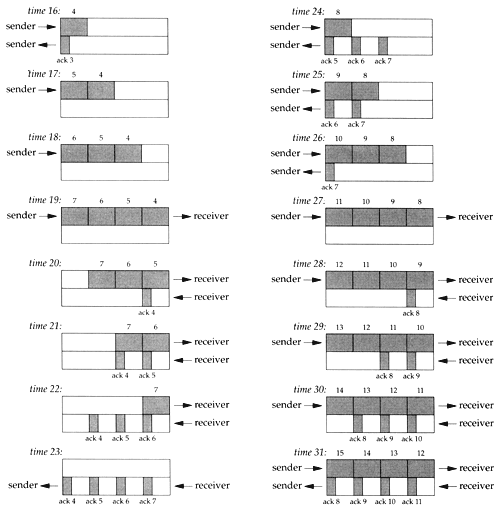 time 16: 4
sender
sender
ack 3
time 17: 5 4
sender
time 18: 6 5 4
sender
time 19: 7 6 5 4
sender receiver
time 20: 7 6 5
receiver
receiver
ack 4
time 21: 7 6
receiver
receiver
ack 4 ack 5
time 22: 7
receiver
receiver
ack 4 ack 5 ack 6
time 23:
sender receiver
ack 4 ack 5 ack 6 ack 7
time 24: 8
sender
sender
ack 5 ack 6 ack 7
time 25: 9 8
sender
sender
ack 6 ack 7
time 26: 10 9 8
sender
sender
ack 7
time 27: 11 10 9 8
sender receiver
time 28: 12 11 10 9
sender receiver
receiver
ack 8
time 29: 13 12 11 10
sender receiver
receiver
ack 8 ack 9
time 30: 14 13 12 11
sender receiver
receiver
ack 8 ack 9 ack 10
time 31: 15 14 13 12
sender receiver
sender receiver
ack 8 ack 9 ack 10 ack 11